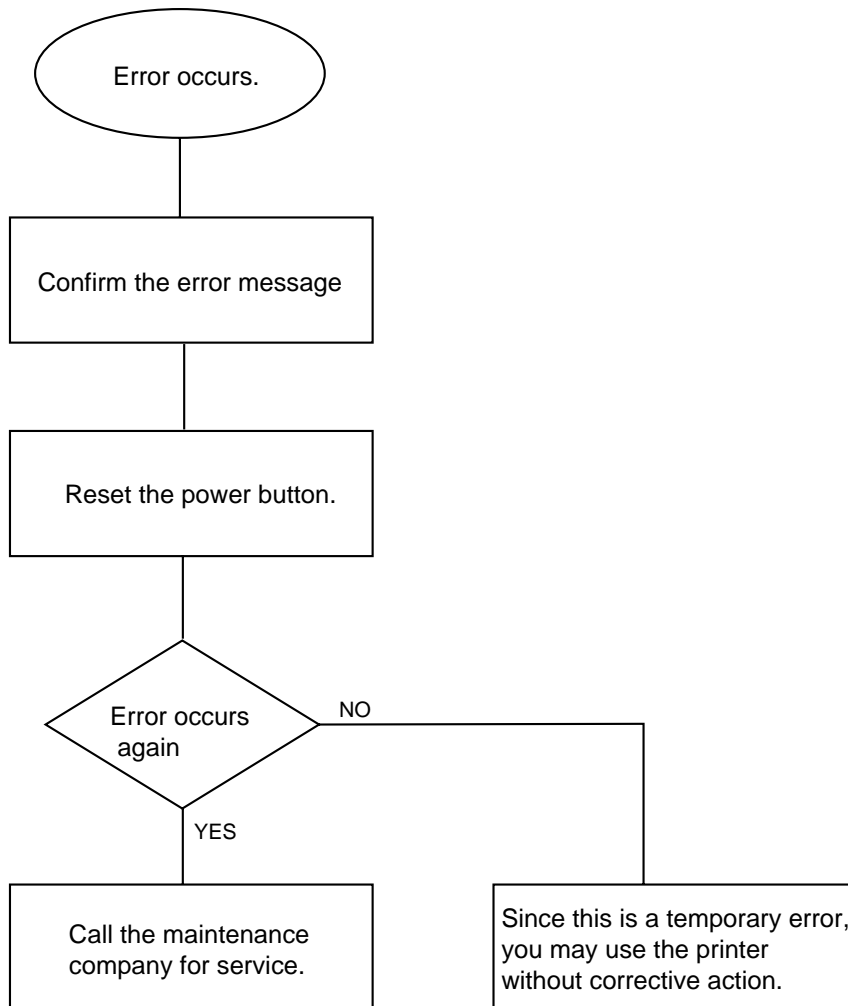 Error occurs.
Confirm the error message
Reset the power button.
Error occurs
again
NO
YES
Call the maintenance
company for service.
Since this is a temporary error,
you may use the printer
without corrective action.